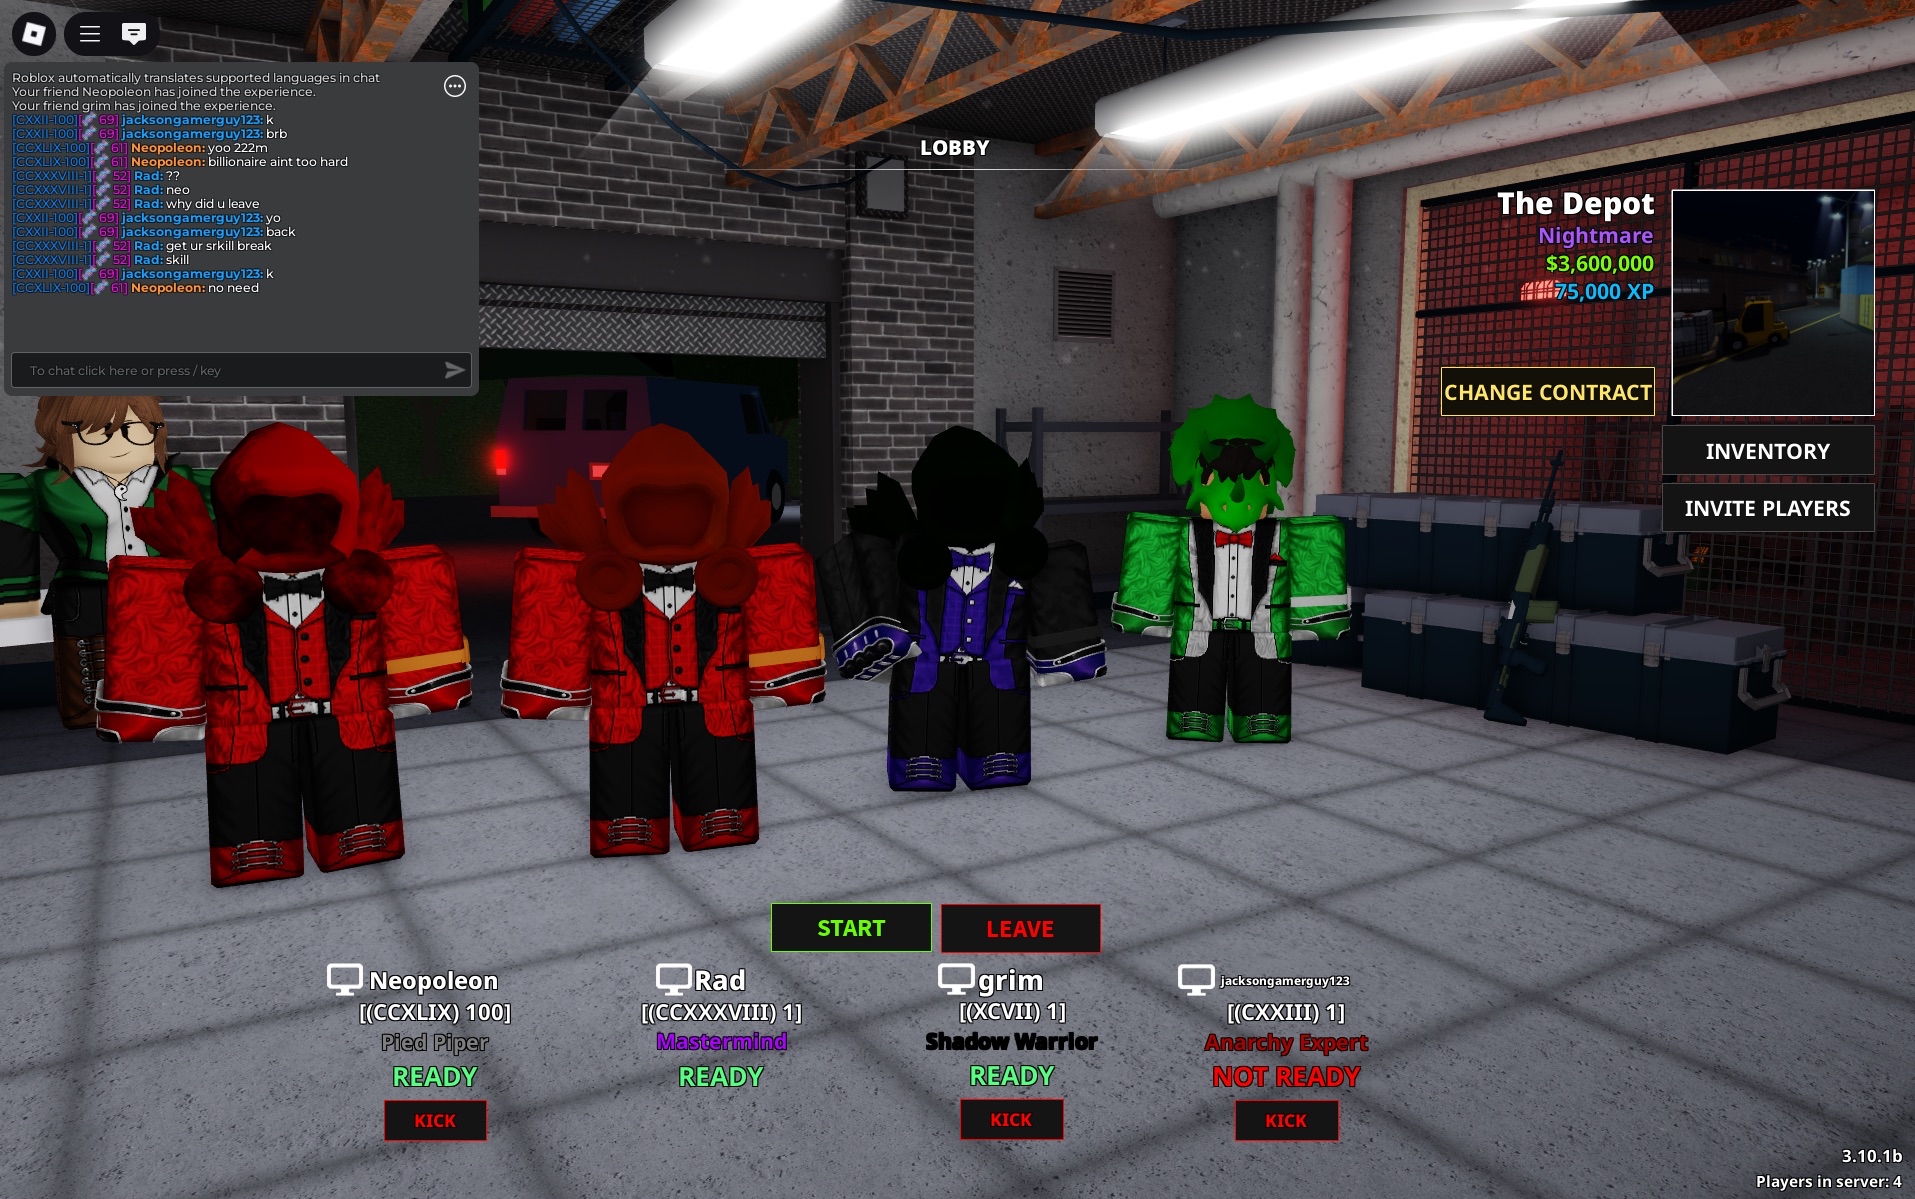 Roblox automatically translates supported languages in chat
Your friend Neopoleon has joined the experience.
Your friend grim has joined the experience.
[CXXII-100][69] jacksongamerguy123: k
[CXXII-100][69] jacksongamerguy123: brb
[CCXLIX-100][61] Neopoleon: yoo 222m
[CCXLIX-100][61] Neopoleon: billionaire aint too hard
[CCXXXVIII-1][52] Rad: ??
[CCXXXVIII-1][52] Rad: neo
[CCXXXVIII-1][52] Rad: why did u leave
[CXXII-100][69] jacksongamerguy123: yo
[CXXII-100][69] jacksongamerguy123: back
[CCXXXVIII-1][52] Rad: get ur srkill break
[CCXXXVIII-1][52] Rad: skill
[CXXII-100][69] jacksongamerguy123: k
[CCXLIX-100][61] Neopoleon: no need
To chat click here or press / key
LOBBY
The Depot
Nightmare
$3,600,000
75,000 XP
CHANGE CONTRACT
INVENTORY
INVITE PLAYERS
START
LEAVE
Neopoleon
[(CCXLIX) 100]
Pied Piper
READY
KICK
Rad
[(CCXXXVIII) 1]
Mastermind
READY
grim
[(XCVII) 1]
Shadow Warrior
READY
KICK
jacksongamerguy123
[(CXXIII) 1]
Anarchy Expert
NOT READY
KICK
3.10.1b
Players in server: 4